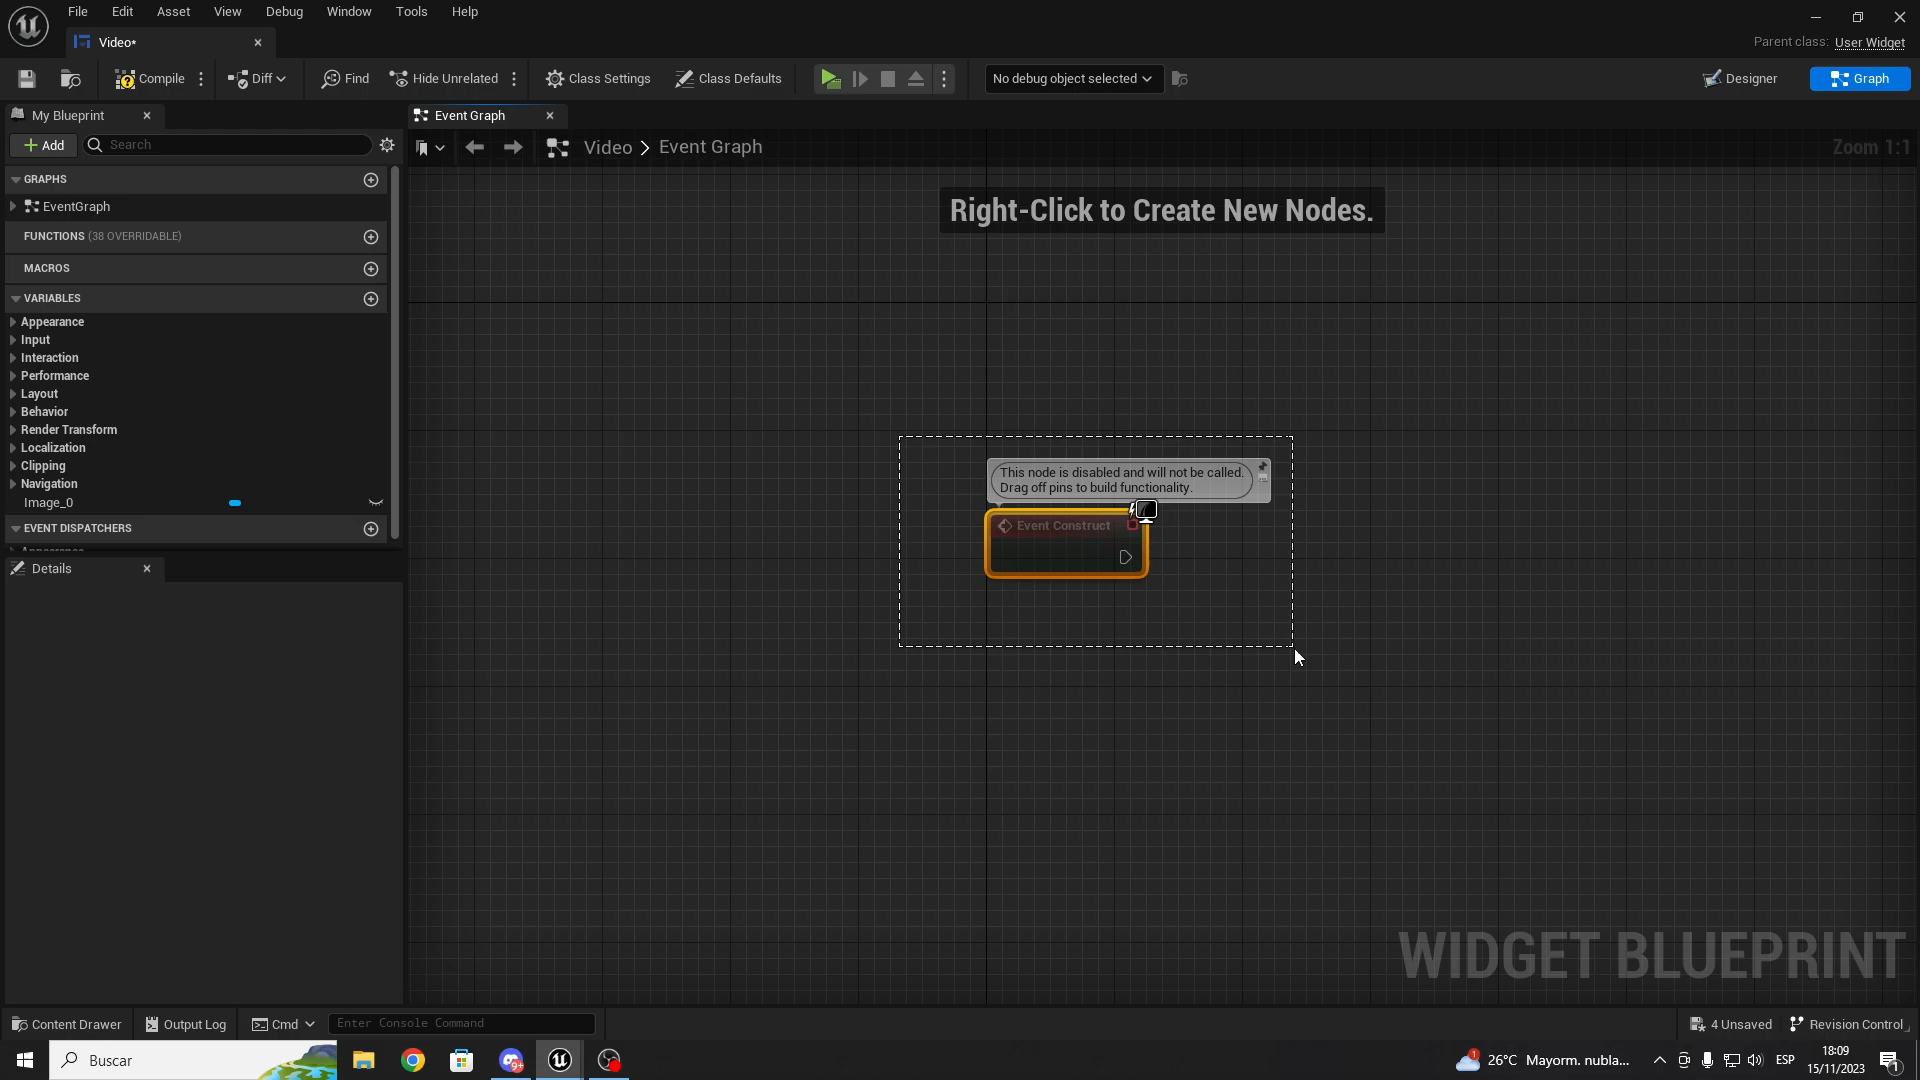 File Edit Asset View Debug Window Tools Help
Video*
Parent class: User Widget
Compile Diff Find Hide Unrelated Class Settings Class Defaults No debug object selected Designer Graph
My Blueprint
Event Graph
Add Search
Video > Event Graph
Zoom 1:1
GRAPHS
EventGraph
FUNCTIONS (38 OVERRIDABLE)
MACROS
VARIABLES
Appearance
Input
Interaction
Performance
Layout
Behavior
Render Transform
Localization
Clipping
Navigation
Image_0
EVENT DISPATCHERS
Appearance
Details
Right-Click to Create New Nodes.
This node is disabled and will not be called.
Drag off pins to build functionality.
Event Construct
WIDGET BLUEPRINT
Content Drawer Output Log Cmd Enter Console Command 4 Unsaved Revision Control
Buscar
9+
1
26°C Mayorm. nubla...
ESP
18:09
15/11/2023
1